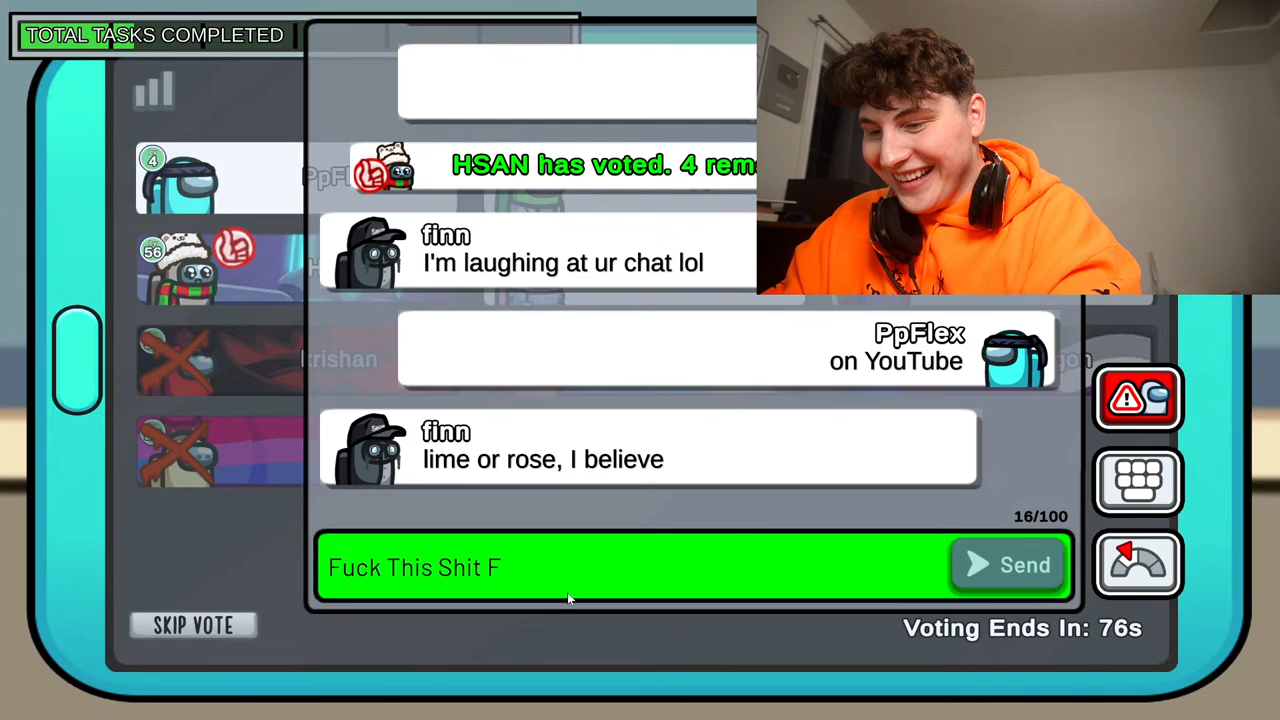 TOTAL TASKS COMPLETED
4
HSAN has voted. 4
finn
I'm laughing at ur chat lol
56
PpFlex
on YouTube
krishan
finn
lime or rose, I believe
16/100
Fuck This Shit F
Send
SKIP VOTE
Voting Ends In: 76s